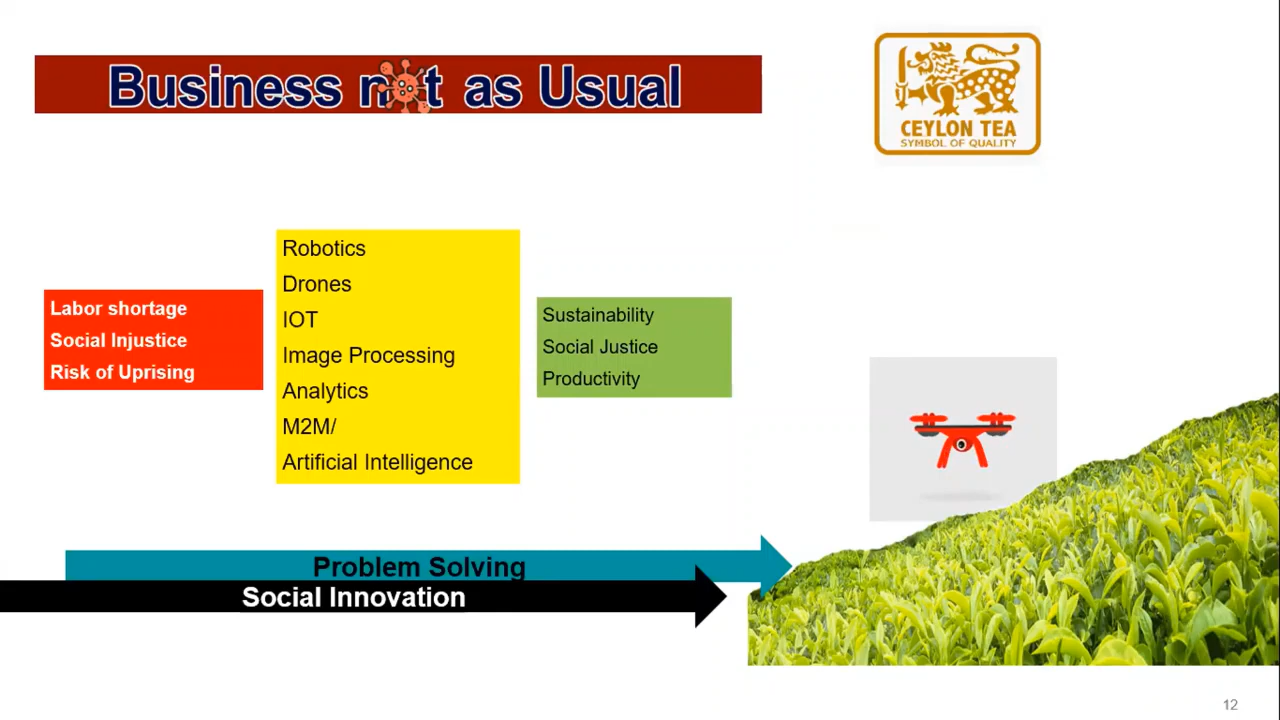 Business not as Usual
CEYLON TEA
SYMBOL OF QUALITY
Labor shortage
Social Injustice
Risk of Uprising
Robotics
Drones
IOT
Image Processing
Analytics
M2M/
Artificial Intelligence
Sustainability
Social Justice
Productivity
Problem Solving
Social Innovation
12